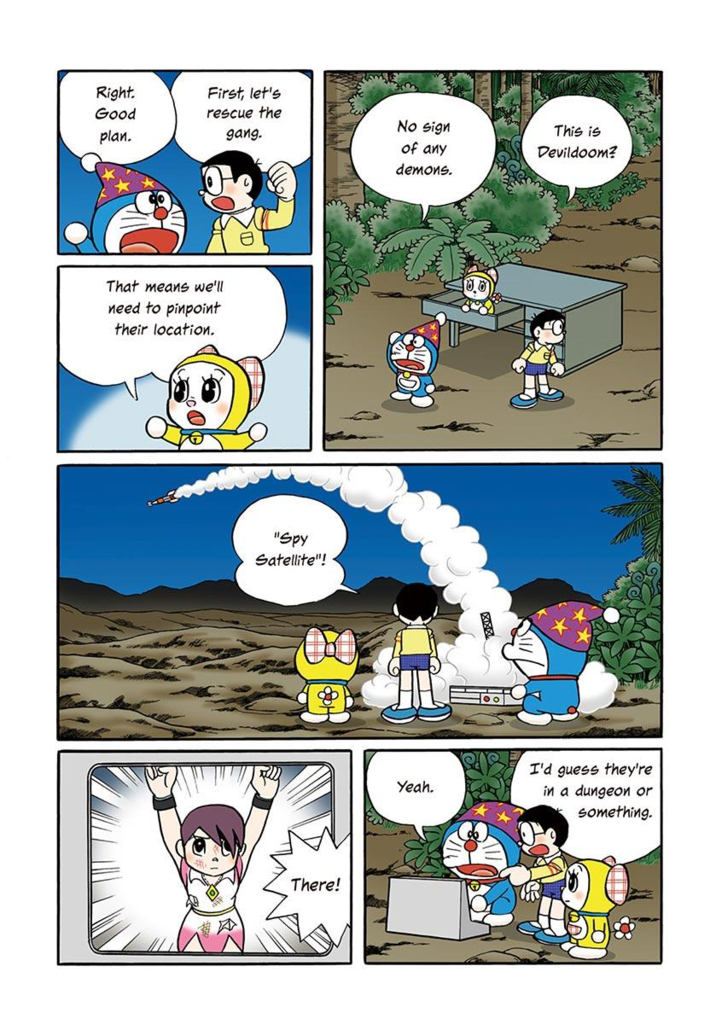 This is
Devildoom?
No sign
of any
demons.
First, let's
rescue the
gang.
Right.
Good
plan.
That means we'll
need to pinpoint
their location.
"Spy
Satellite"!
I'd guess they're
in a dungeon or
something.
Yeah.
There!